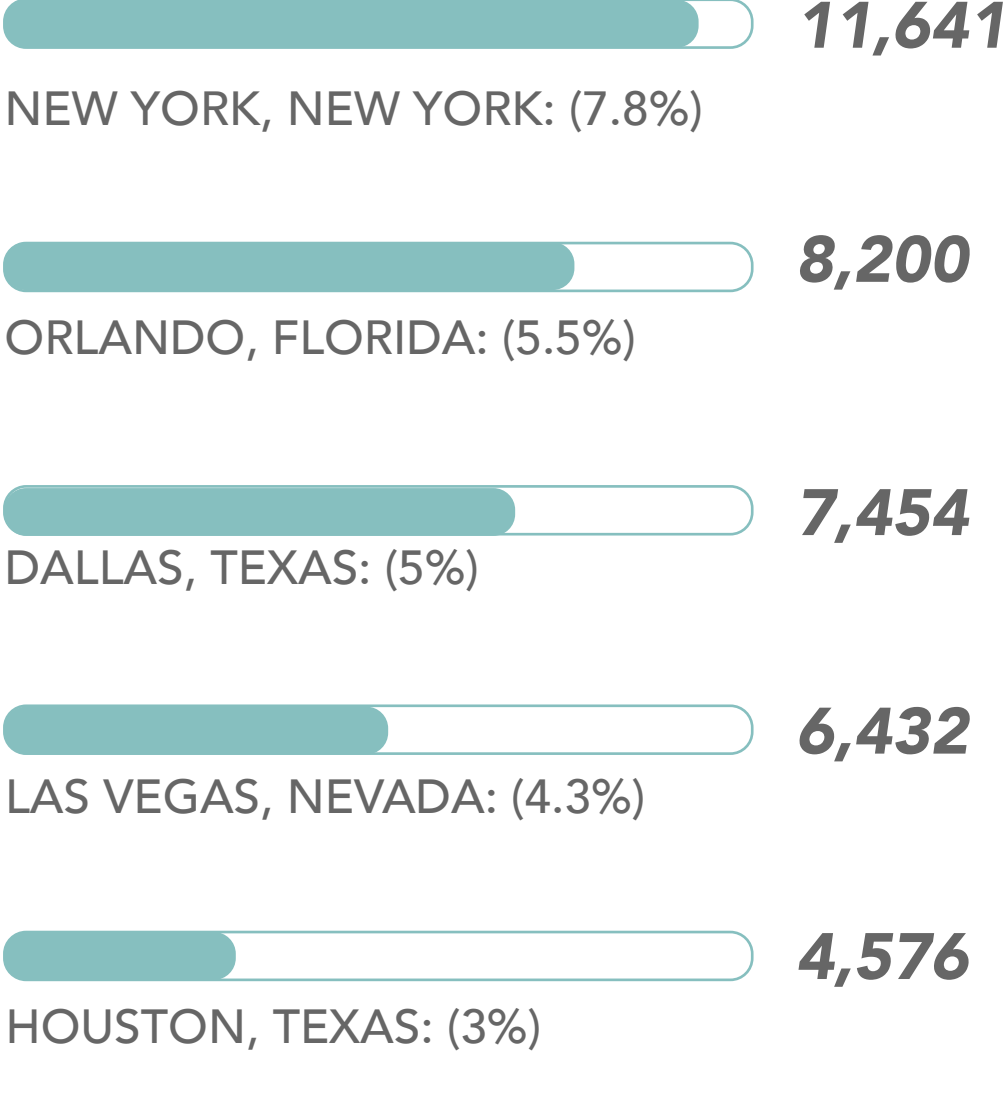 11,641
NEW YORK, NEW YORK: (7.8%)
8,200
ORLANDO, FLORIDA: (5.5%)
7,454
DALLAS, TEXAS: (5%)
6,432
LAS VEGAS, NEVADA: (4.3%)
4,576
HOUSTON, TEXAS: (3%)